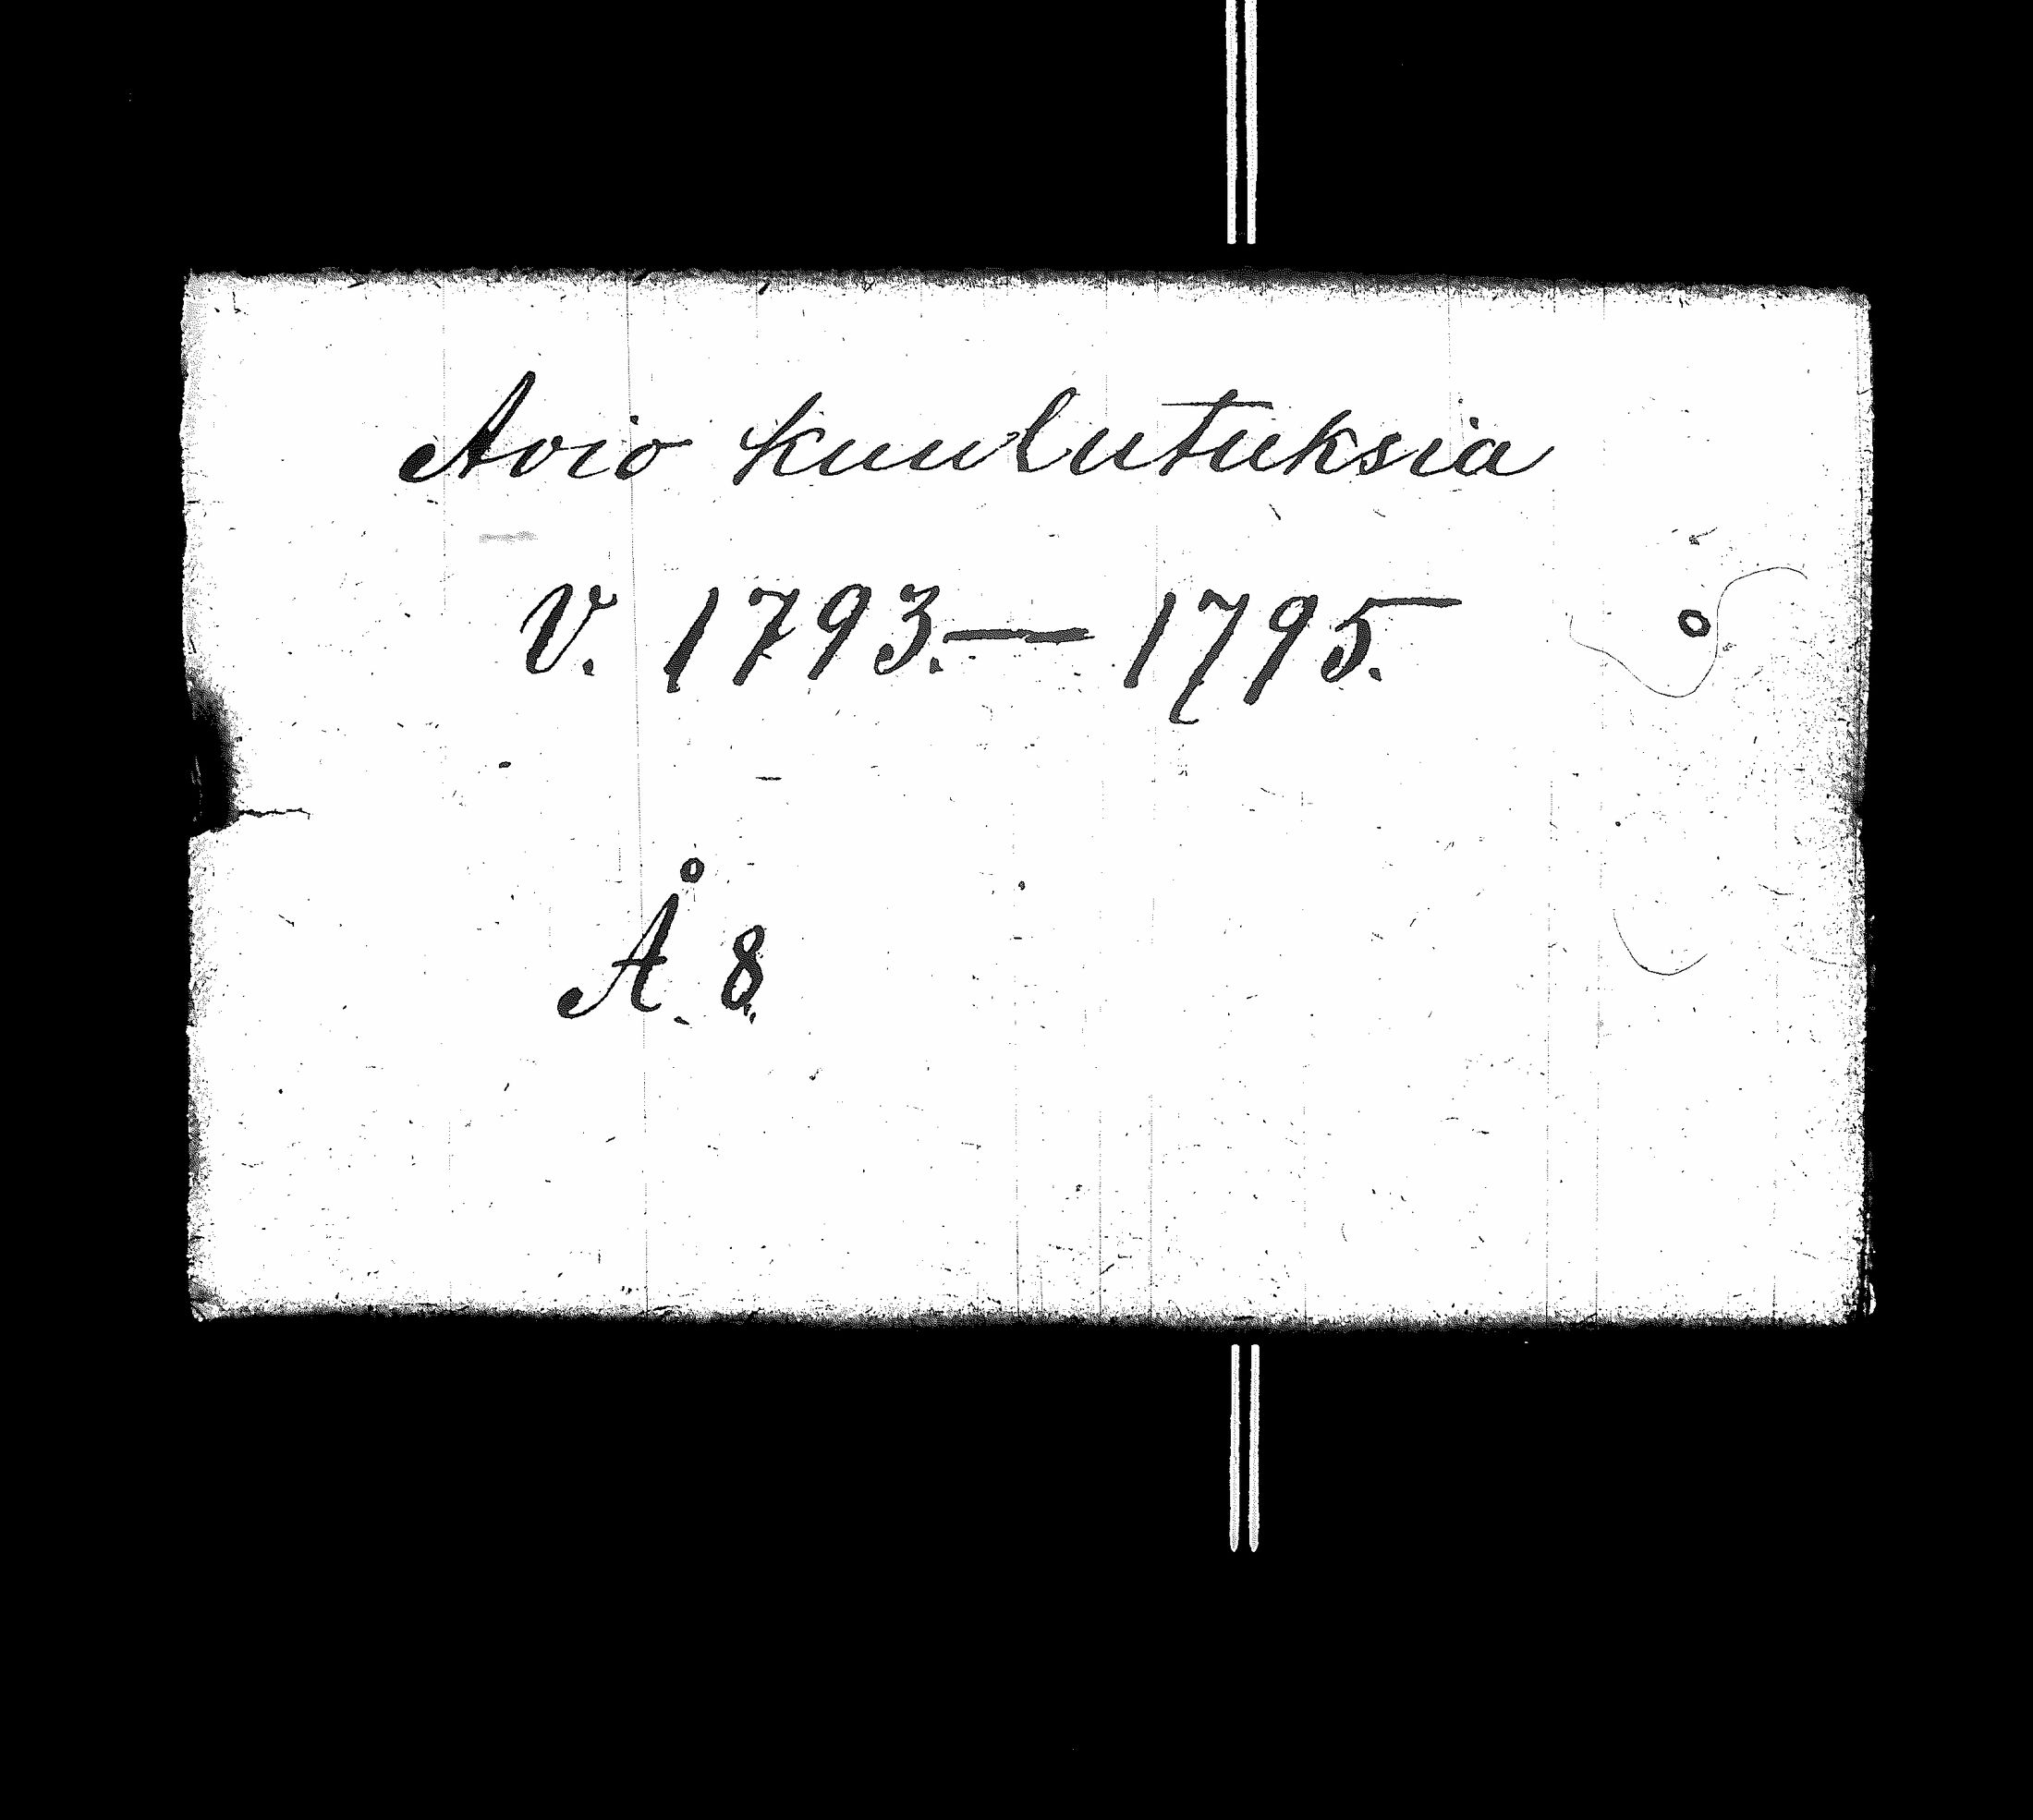 Avio kuulutuksia
V. 1793.— 1795.
Å. 8.